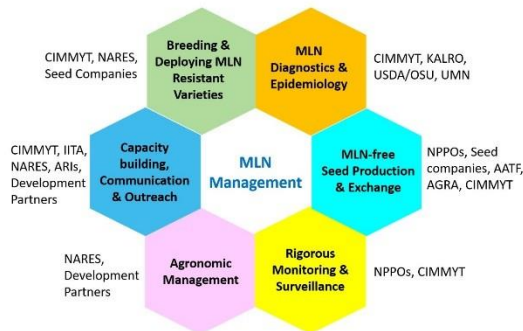 CIMMYT, NARES,
Seed Companies
Breeding &
Deploying MLN
Resistant
Varieties
MLN
Diagnostics &
Epidemiology
CIMMYT, KALRO,
USDA/OSU, UMN
CIMMYT, IITA,
NARES, ARIs,
Development
Partners
Capacity
building,
Communication
& Outreach
MLN
Management
MLN-free
Seed Production
& Exchange
NPPOs, Seed
companies, AATF,
AGRA, CIMMYT
NARES,
Development
Partners
Agronomic
Management
Rigorous
Monitoring &
Surveillance
NPPOs, CIMMYT